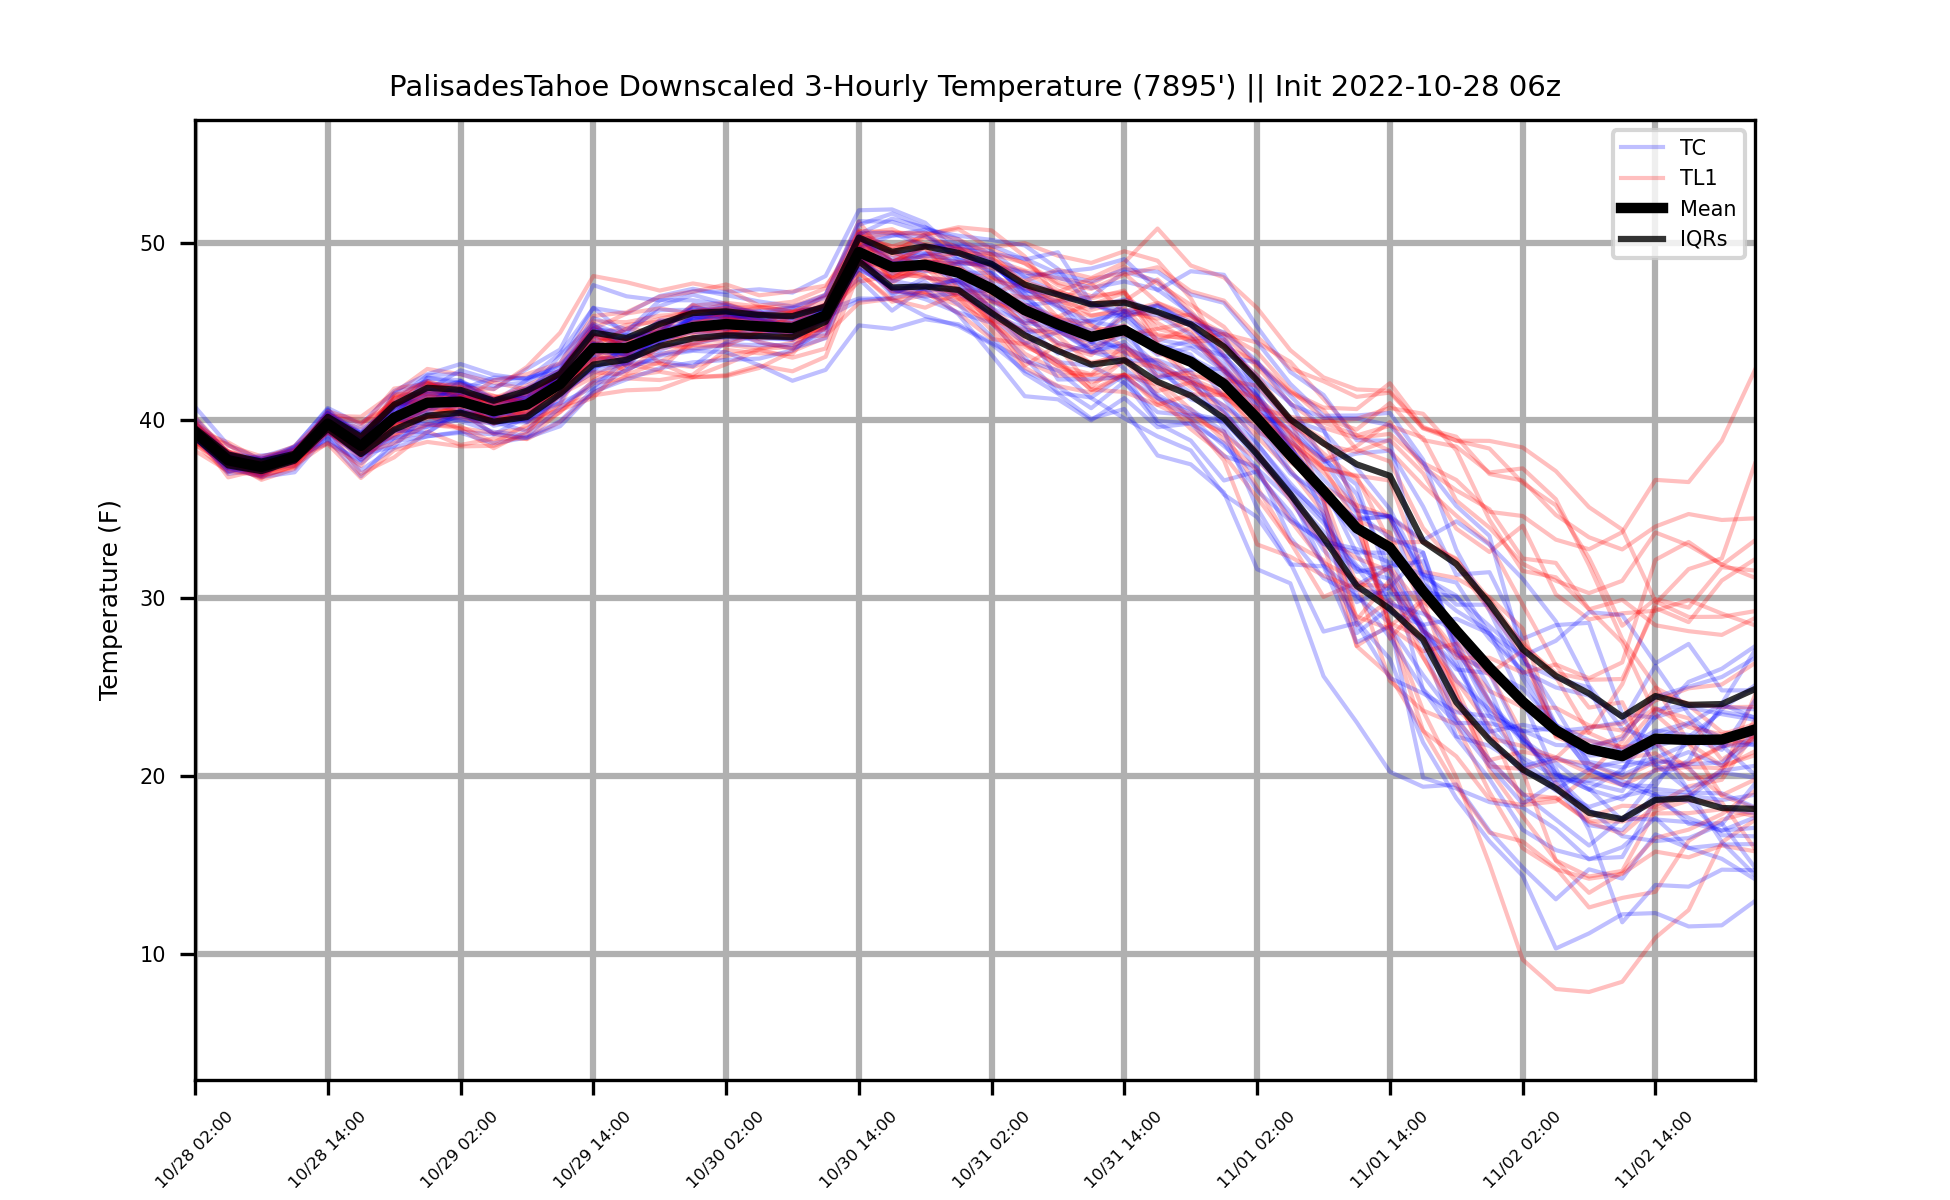 PalisadesTahoe Downscaled 3-Hourly Temperature (7895') || Init 2022-10-28 06z
TC
TL1
Mean
IQRs
Temperature (F)
50
40
30
20
10
10/28 02:00
10/28 14:00
10/29 02:00
10/29 14:00
10/30 02:00
10/30 14:00
10/31 02:00
10/31 14:00
11/01 02:00
11/01 14:00
11/02 02:00
11/02 14:00